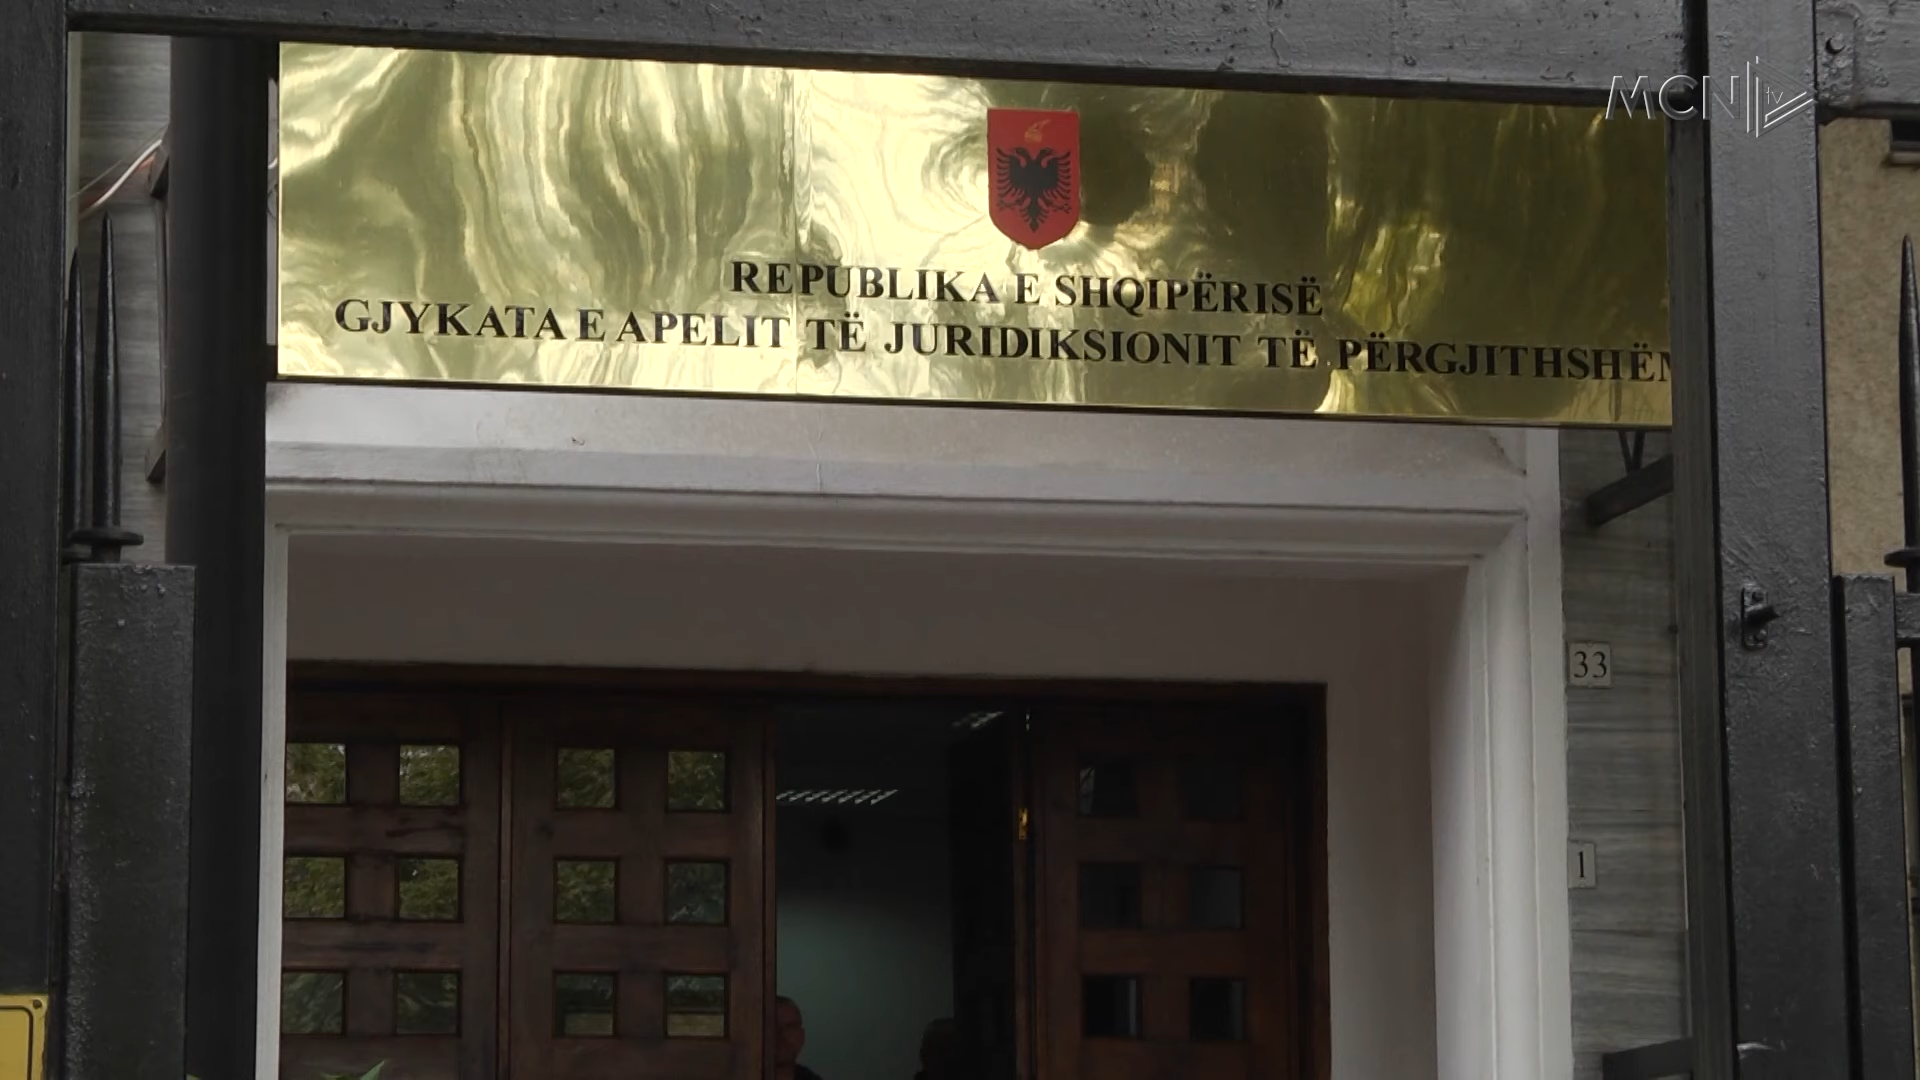 MCN tv
REPUBLIKA E SHQIPËRISË
GJYKATA E APELIT TË JURIDIKSIONIT TË PËRGJITHSHËM
33
1